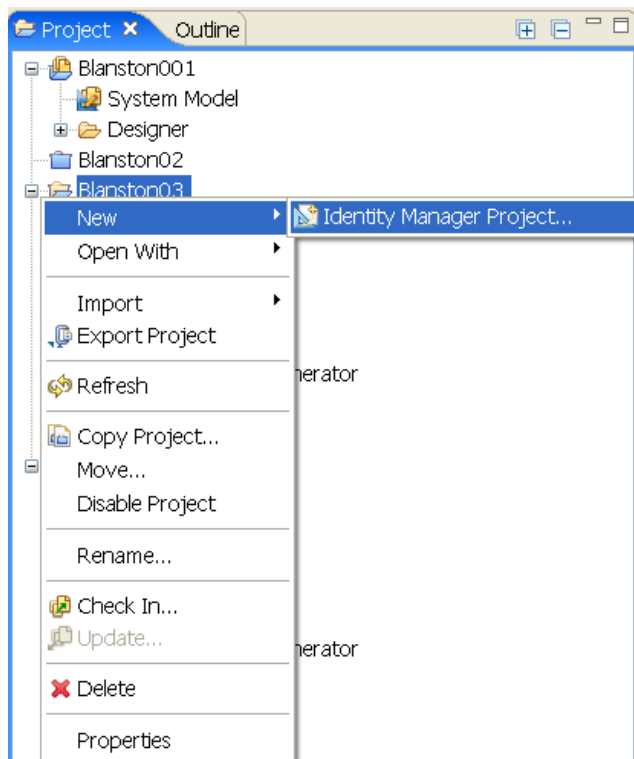 Project Outline
Blanston001
System Model
Designer
Blanston02
Blanston03
New Identity Manager Project...
Open With
Import
Export Project
nerator
Refresh
Copy Project...
Move...
Disable Project
Rename...
Check In...
Update...
nerator
Delete
Properties